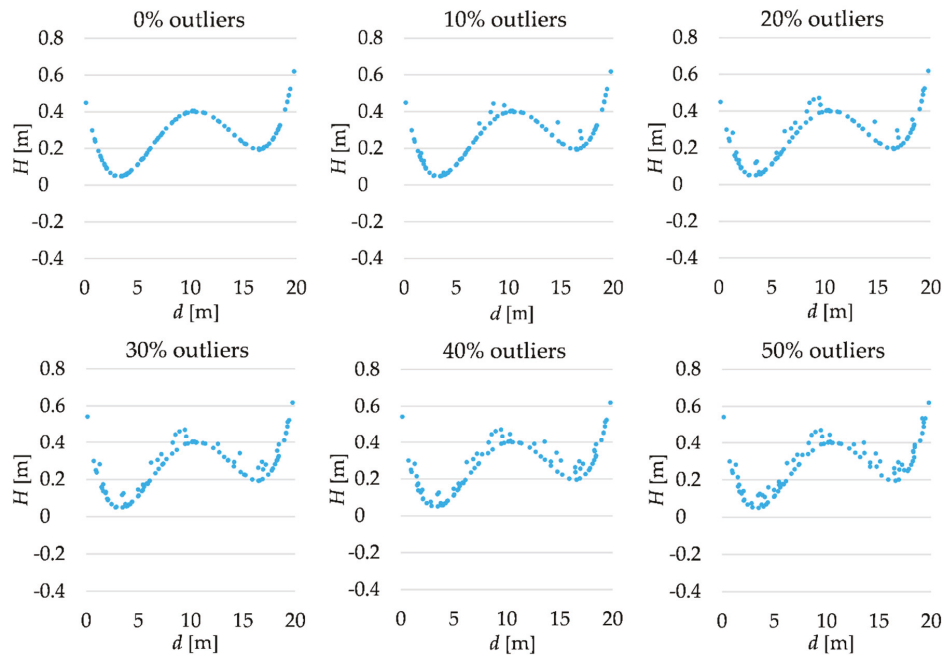 0% outliers
10% outliers
20% outliers
0.8
0.6
0.4
0.2
0
-0.2
-0.4
H [m]
0 5 10 15 20
d [m]
0.8
0.6
0.4
0.2
0
-0.2
-0.4
H [m]
0 5 10 15 20
d [m]
0.8
0.6
0.4
0.2
0
-0.2
-0.4
H [m]
0 5 10 15 20
d [m]
30% outliers
40% outliers
50% outliers
0.8
0.6
0.4
0.2
0
-0.2
-0.4
H [m]
0 5 10 15 20
d [m]
0.8
0.6
0.4
0.2
0
-0.2
-0.4
H [m]
0 5 10 15 20
d [m]
0.8
0.6
0.4
0.2
0
-0.2
-0.4
H [m]
0 5 10 15 20
d [m]